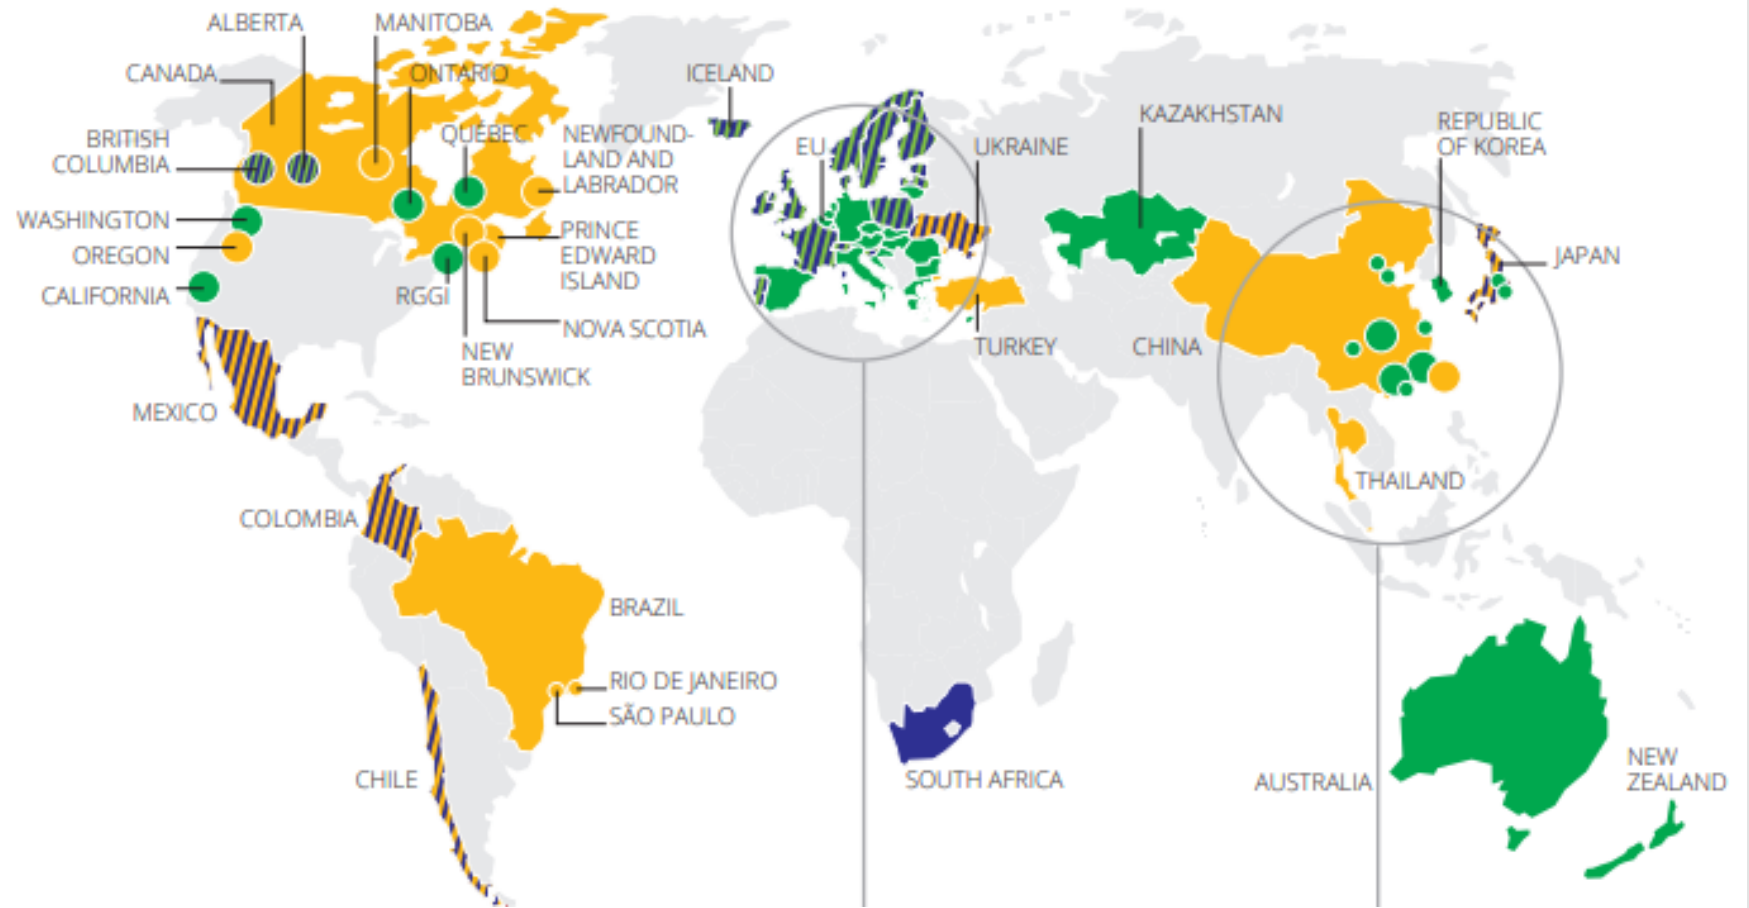 ALBERTA
MANITOBA
CANADA
ONTARIO
ICELAND
KAZAKHSTAN
REPUBLIC
OF KOREA
BRITISH
COLUMBIA
QUÉBEC
NEWFOUND-
LAND AND
LABRADOR
EU
UKRAINE
WASHINGTON
OREGON
PRINCE
EDWARD
ISLAND
JAPAN
CALIFORNIA
RGGI
NOVA SCOTIA
NEW
BRUNSWICK
TURKEY
CHINA
MEXICO
THAILAND
COLOMBIA
BRAZIL
RIO DE JANEIRO
SÃO PAULO
CHILE
SOUTH AFRICA
AUSTRALIA
NEW
ZEALAND